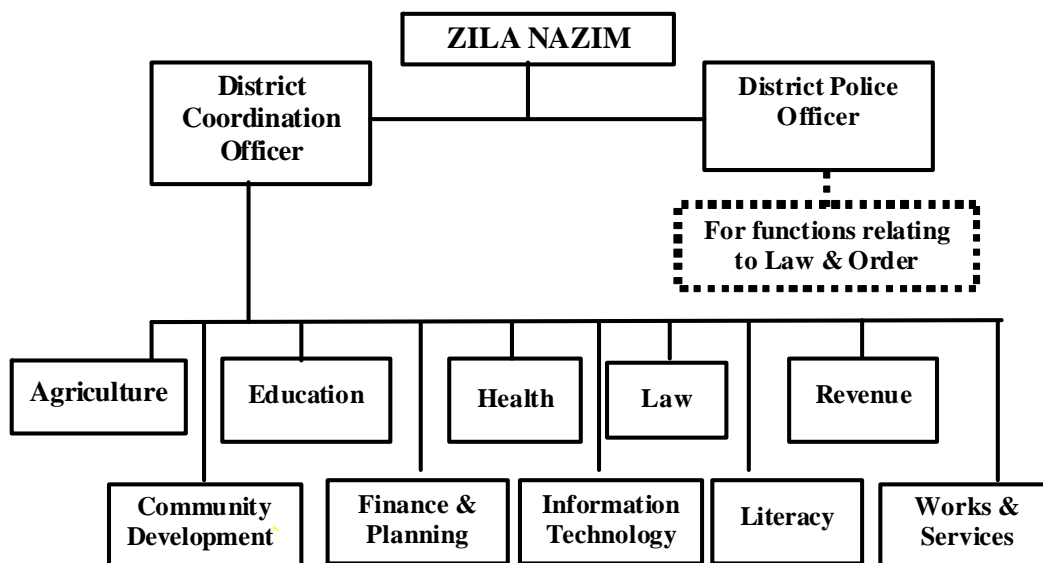 ZILA NAZIM
District
Coordination
Officer
District Police
Officer
For functions relating
to Law & Order
Agriculture
Education
Health
Law
Revenue
Community
Development
Finance &
Planning
Information
Technology
Literacy
Works &
Services